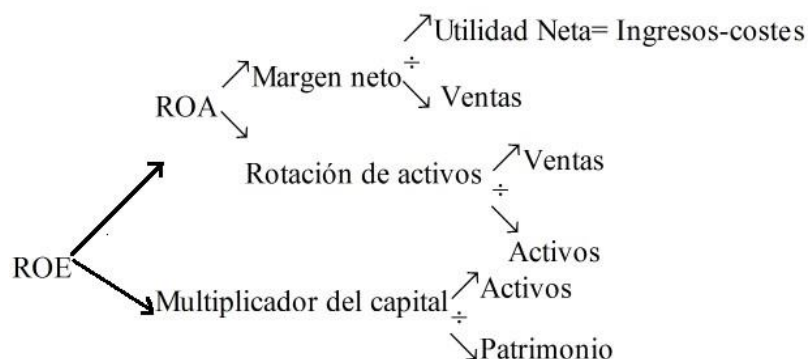 Utilidad Neta= Ingresos-costes
Margen neto ÷
Ventas
ROA
Rotación de activos ÷
Ventas
Activos
ROE
Multiplicador del capital ÷
Activos
Patrimonio